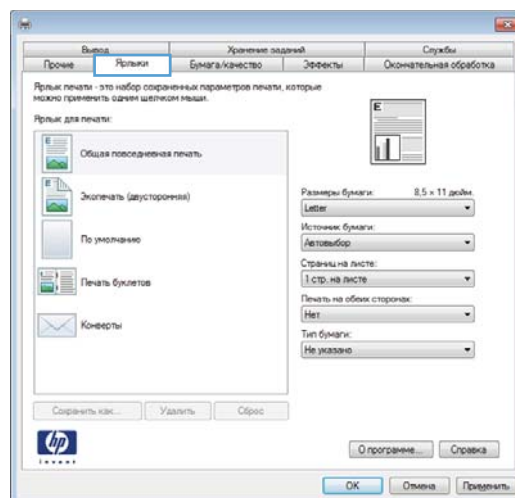 Вывод
Хранение заданий
Службы
Прочие
Ярлыки
Бумага/качество
Эффекты
Окончательная обработка
Ярлык печати - это набор сохраненных параметров печати, которые
можно применить одним щелчком мыши.
Ярлык для печати:
Общая повседневная печать
Экопечать (двусторонняя)
По умолчанию
Печать буклетов
Конверты
E
Размеры бумаги: 8,5 × 11 дюйм.
Letter
Источник бумаги:
Автовыбор
Страниц на листе:
1 стр. на листе
Печать на обеих сторонах:
Нет
Тип бумаги:
Не указано
Сохранить как...
Удалить
Сброс
hp
invent
О программе...
Справка
OK
Отмена
Применить